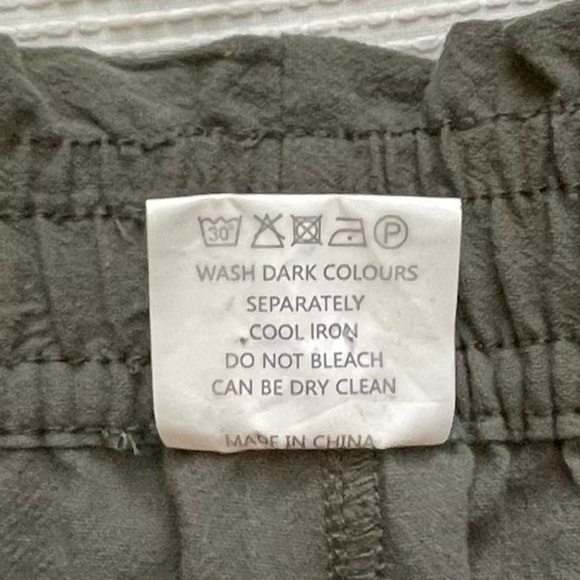 30° P
WASH DARK COLOURS
SEPARATELY
COOL IRON
DO NOT BLEACH
CAN BE DRY CLEAN
MADE IN CHINA